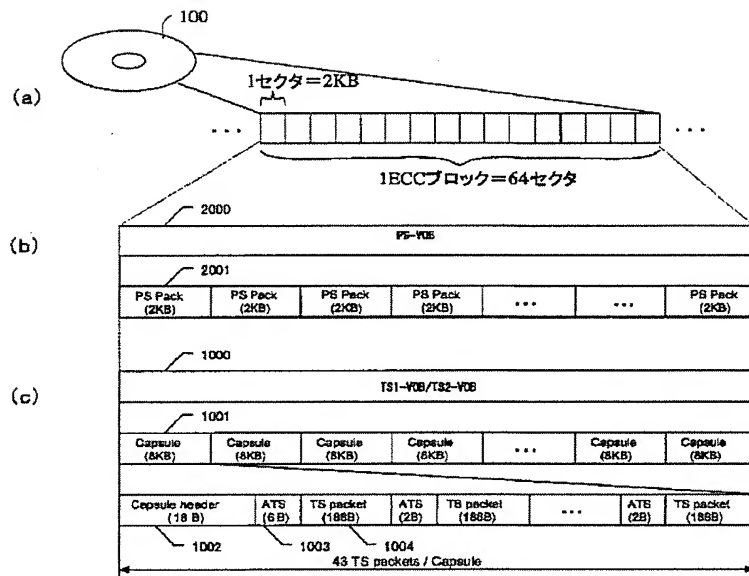 100
(a)
1セクタ=2KB
...
...
1ECCブロック=64セクタ
2000
(b)
PS-VOB
2001
PS Pack (2KB)
PS Pack (2KB)
PS Pack (2KB)
PS Pack (2KB)
...
...
PS Pack (2KB)
1000
(c)
TS1-VOB/TS2-VOB
1001
Capsule (8KB)
Capsule (8KB)
Capsule (8KB)
Capsule (8KB)
...
Capsule (8KB)
Capsule (8KB)
Capsule header (18 B)
ATS (6B)
TS packet (188B)
ATS (2B)
TS packet (188B)
...
ATS (2B)
TS packet (188B)
1002
1003
1004
43 TS packets / Capsule